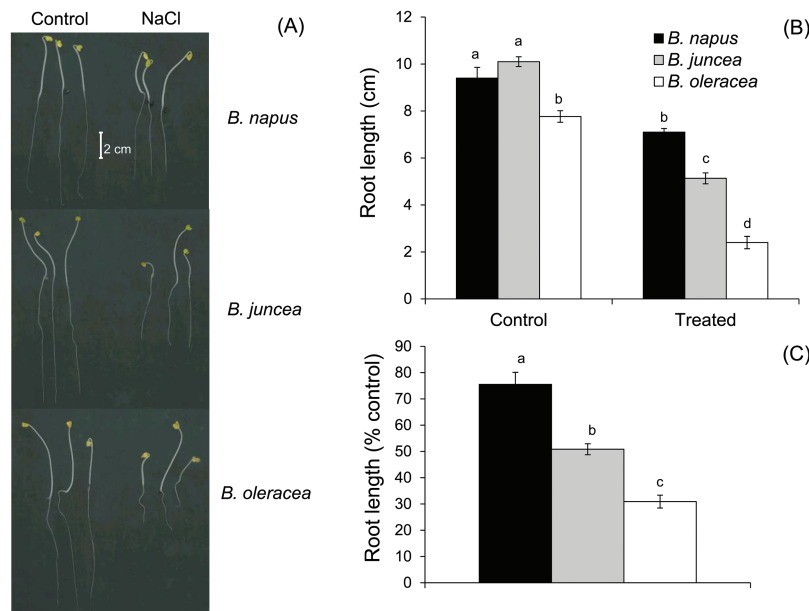 Control NaCl (A)
B. napus
2 cm
B. juncea
B. oleracea
(B)
B. napus
B. juncea
B. oleracea
Root length (cm)
12
10
8
6
4
2
0
a a b
b c d
Control Treated
(C)
Root length (% control)
90
80
70
60
50
40
30
20
10
0
a b c